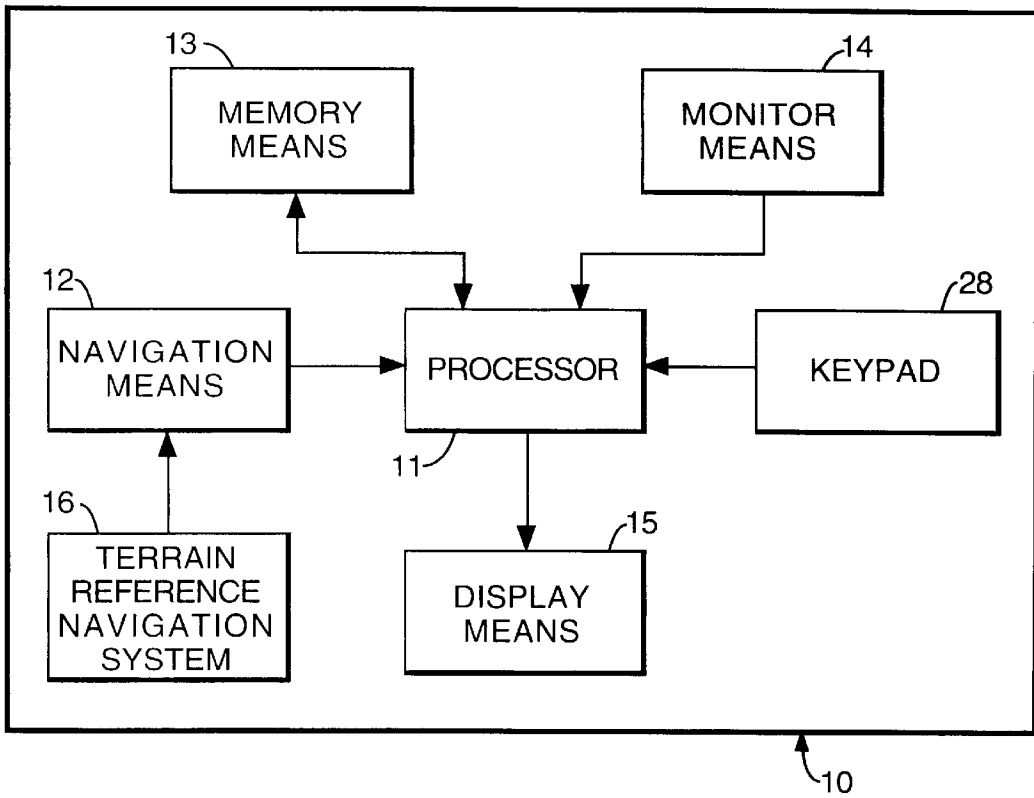 13
MEMORY
MEANS
14
MONITOR
MEANS
12
NAVIGATION
MEANS
PROCESSOR
11
28
KEYPAD
16
TERRAIN
REFERENCE
NAVIGATION
SYSTEM
15
DISPLAY
MEANS
10